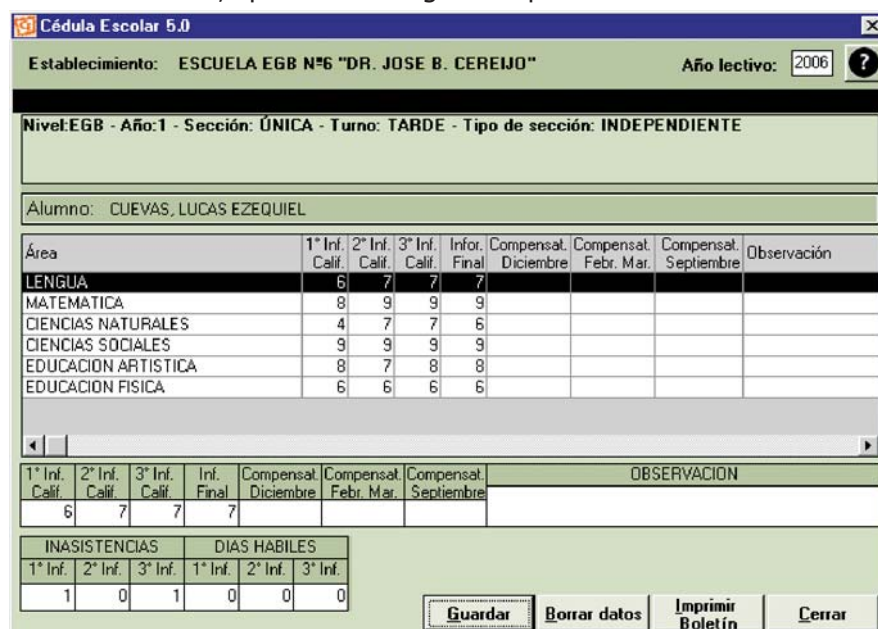 Cédula Escolar 5.0
Establecimiento: ESCUELA EGB Nº6 "DR. JOSE B. CEREIJO" Año lectivo: 2006 ?
Nivel:EGB - Año:1 - Sección: ÚNICA - Turno: TARDE - Tipo de sección: INDEPENDIENTE
Alumno: CUEVAS, LUCAS EZEQUIEL
Área 1° Inf. Calif. 2° Inf. Calif. 3° Inf. Calif. Infor. Final Compensat. Diciembre Compensat. Febr. Mar. Compensat. Septiembre Observación
LENGUA 6 7 7 7
MATEMATICA 8 9 9 9
CIENCIAS NATURALES 4 7 7 6
CIENCIAS SOCIALES 9 9 9 9
EDUCACION ARTISTICA 8 7 8 8
EDUCACION FISICA 6 6 6 6
1° Inf. Calif. 2° Inf. Calif. 3° Inf. Calif. Inf. Final Compensat. Diciembre Compensat. Febr. Mar. Compensat. Septiembre OBSERVACION
6 7 7 7
INASISTENCIAS DIAS HABILES
1° Inf. 2° Inf. 3° Inf. 1° Inf. 2° Inf. 3° Inf.
1 0 1 0 0 0
Guardar Borrar datos Imprimir Boletín Cerrar